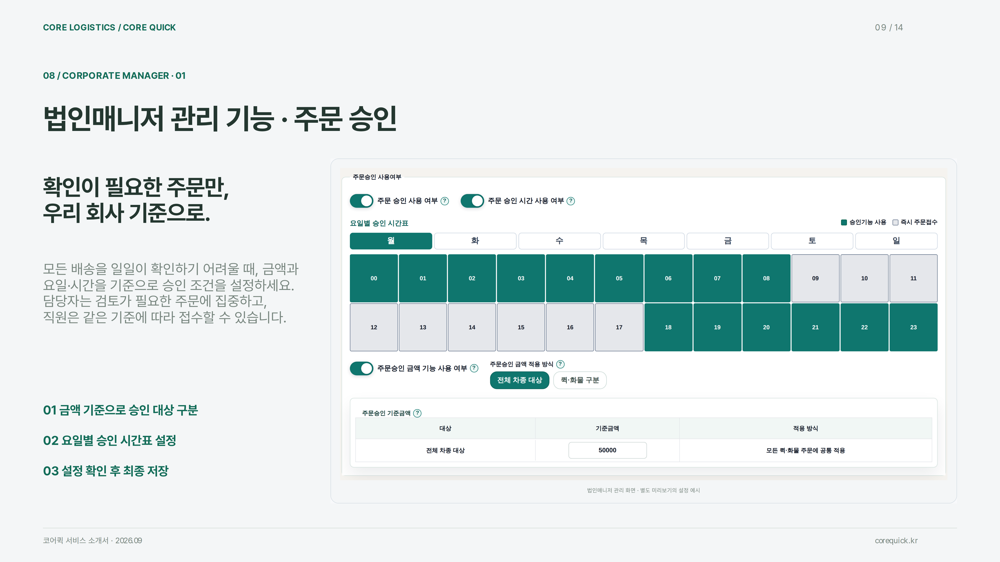 CORE LOGISTICS / CORE QUICK
09 / 14
08 / CORPORATE MANAGER · 01
법인매니저 관리 기능 · 주문 승인
확인이 필요한 주문만,
우리 회사 기준으로.
모든 배송을 일일이 확인하기 어려울 때, 금액과
요일·시간을 기준으로 승인 조건을 설정하세요.
담당자는 검토가 필요한 주문에 집중하고,
직원은 같은 기준에 따라 접수할 수 있습니다.
01 금액 기준으로 승인 대상 구분
02 요일별 승인 시간표 설정
03 설정 확인 후 최종 저장
주문승인 사용여부
주문 승인 사용 여부 ? 주문 승인 시간 사용 여부 ?
요일별 승인 시간표 승인기능 사용 즉시 주문접수
월 화 수 목 금 토 일
00 01 02 03 04 05 06 07 08 09 10 11
12 13 14 15 16 17 18 19 20 21 22 23
주문승인 금액 기능 사용 여부 ?
주문승인 금액 적용 방식 ?
전체 차종 대상 퀵·화물 구분
주문승인 기준금액 ?
대상 기준금액 적용 방식
전체 차종 대상 50000 모든 퀵·화물 주문에 공통 적용
법인매니저 관리 화면 · 별도 미리보기의 설정 예시
코어퀵 서비스 소개서 · 2026.09
corequick.kr